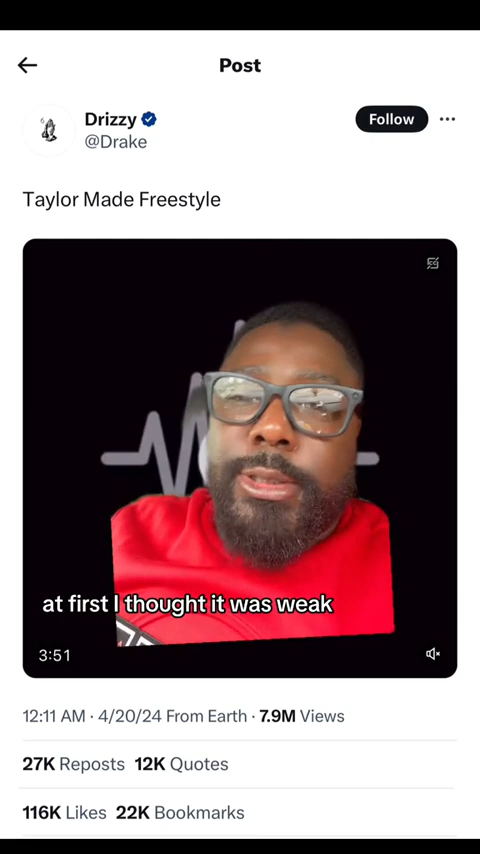 Post
Drizzy
@Drake
Follow
Taylor Made Freestyle
at first I thought it was weak
3:51
12:11 AM · 4/20/24 From Earth · 7.9M Views
27K Reposts 12K Quotes
116K Likes 22K Bookmarks